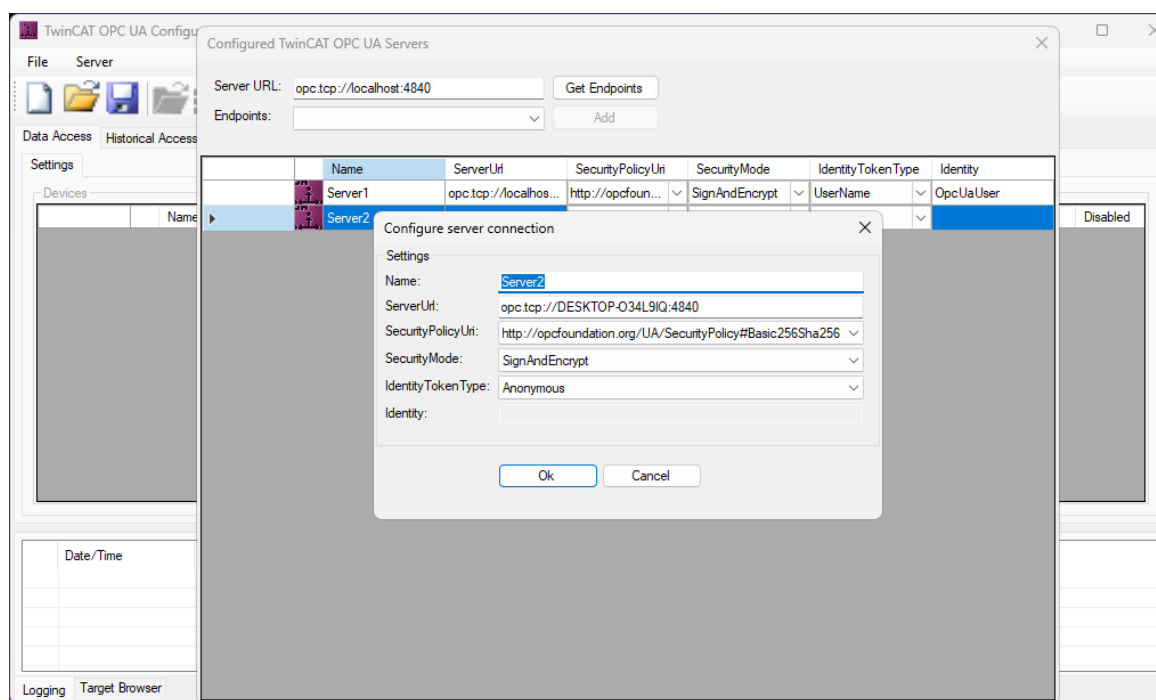 TwinCAT OPC UA Configu
Configured TwinCAT OPC UA Servers
File Server
Server URL: opc.tcp://localhost:4840 Get Endpoints
Endpoints: Add
Data Access Historical Access
Settings
Devices
Name
Disabled
Name ServerUrl SecurityPolicyUri SecurityMode IdentityTokenType Identity
Server1 opc.tcp://localhos... http://opcfoun... SignAndEncrypt UserName OpcUaUser
Server2
Configure server connection
Settings
Name: Server2
ServerUrl: opc.tcp://DESKTOP-O34L9IQ:4840
SecurityPolicyUri: http://opcfoundation.org/UA/SecurityPolicy#Basic256Sha256
SecurityMode: SignAndEncrypt
IdentityTokenType: Anonymous
Identity:
Ok Cancel
Date/Time
Logging Target Browser